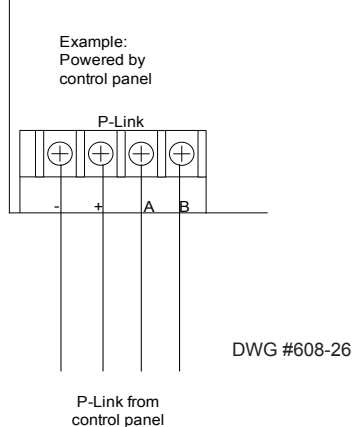 Example:
Powered by
control panel
P-Link
- + A B
DWG #608-26
P-Link from
control panel